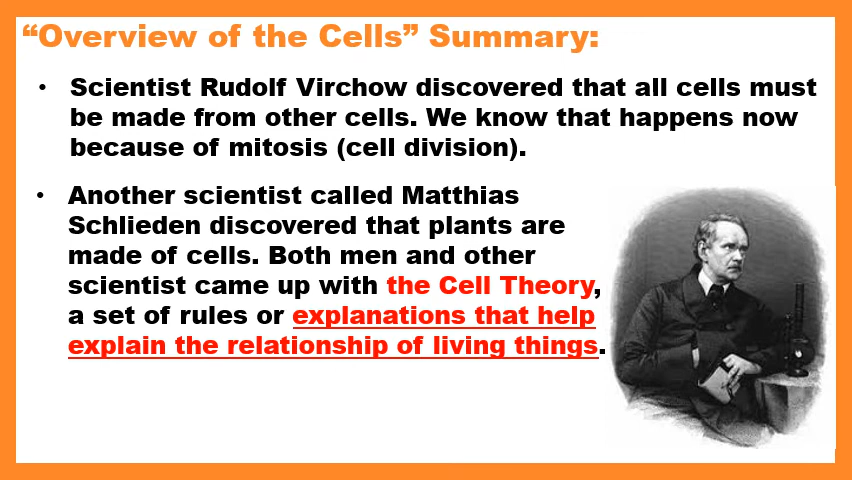 “Overview of the Cells” Summary:
• Scientist Rudolf Virchow discovered that all cells must
be made from other cells. We know that happens now
because of mitosis (cell division).
• Another scientist called Matthias
Schlieden discovered that plants are
made of cells. Both men and other
scientist came up with the Cell Theory,
a set of rules or explanations that help
explain the relationship of living things.